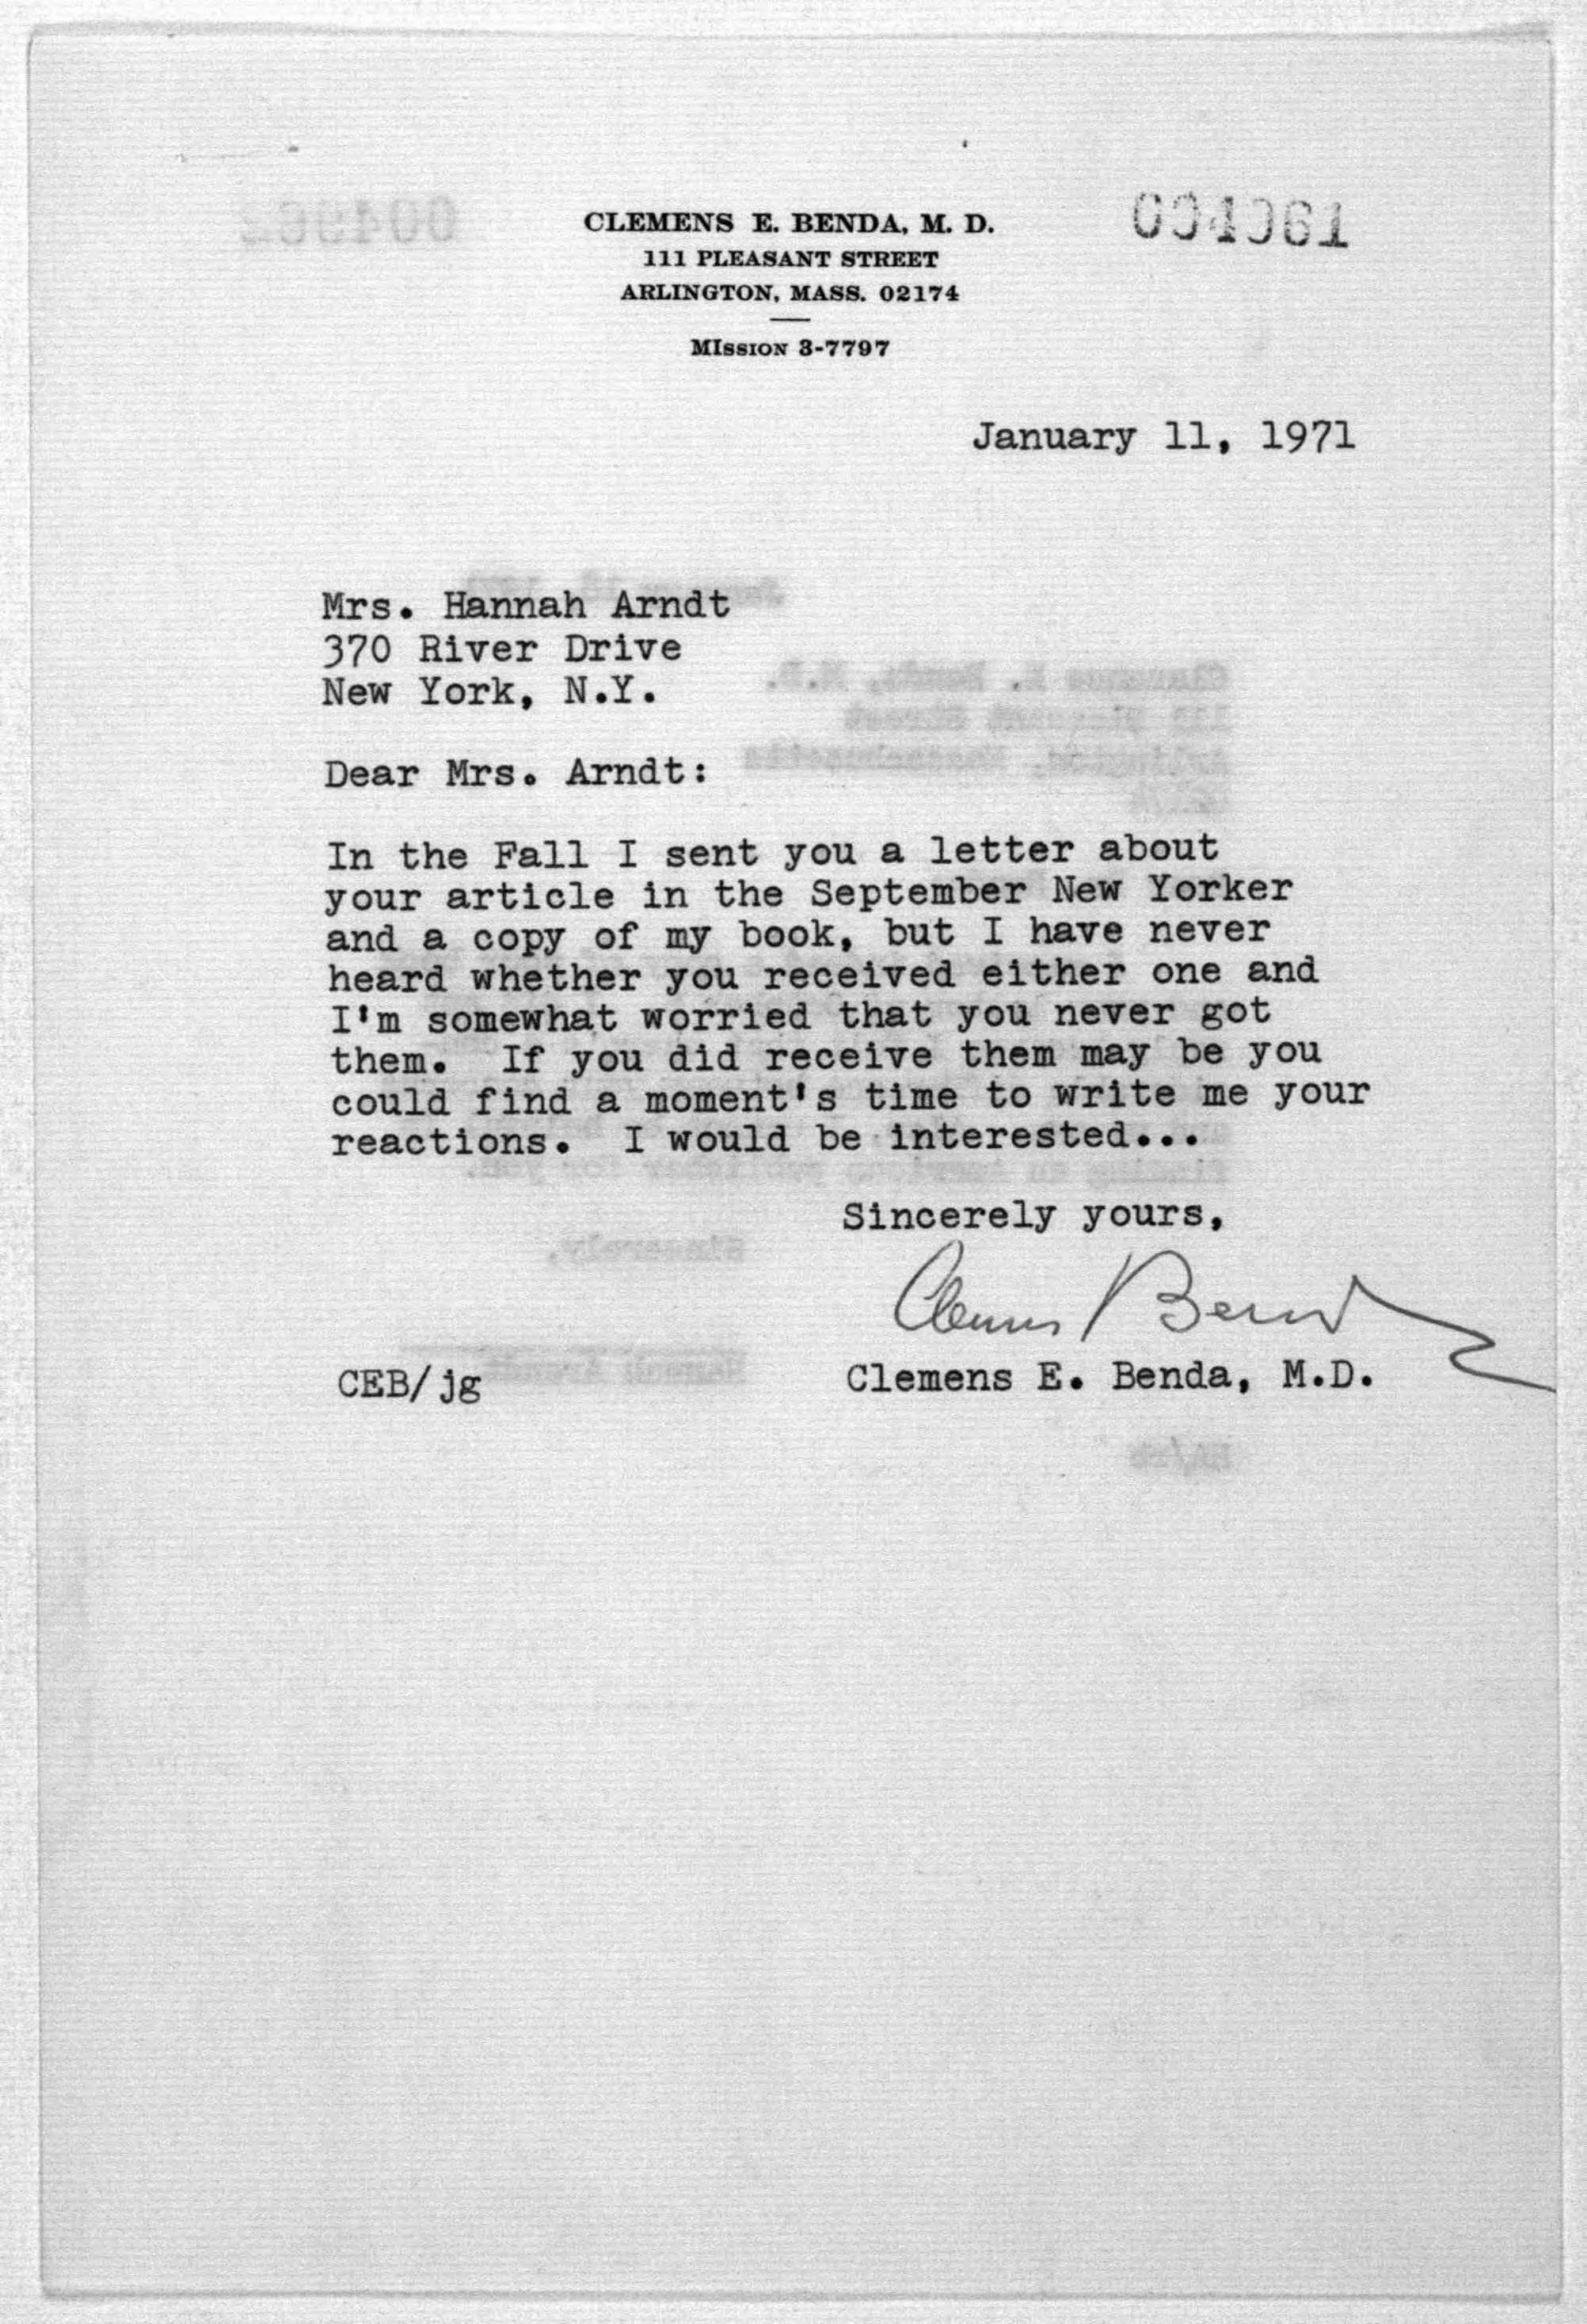 CLEMENS E. BENDA, M. D.
111 PLEASANT STREET
ARLINGTON, MASS. 02174
MISSION 3-7797
January 11, 1971
Mrs. Hannah Arndt
370 River Drive
New York, N.Y.
Dear Mrs. Arndt:
In the Fall I sent you a letter about
your article in the September New Yorker
and a copy of my book, but I have never
heard whether you received either one and
I'm somewhat worried that you never got
them. If you did receive them may be you
could find a moment's time to write me your
reactions. I would be interested...
Sincerely yours,
Clemens Benda
CEB/jg
Clemens E. Benda, M.D.